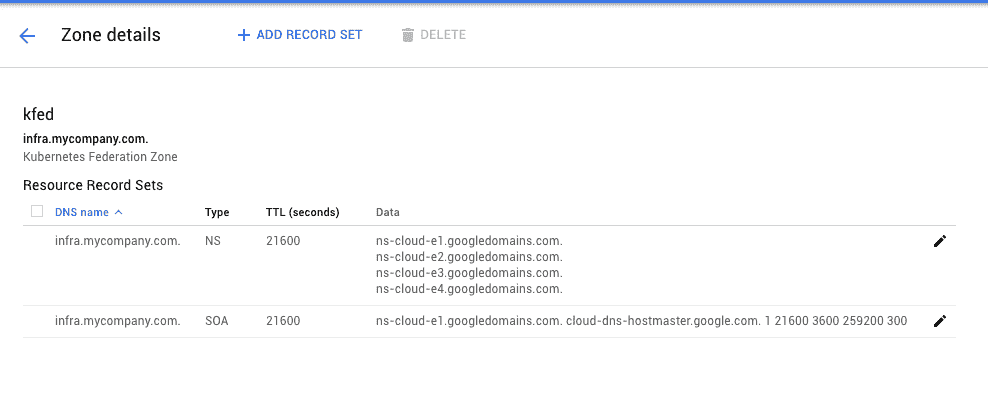 Zone details
ADD RECORD SET
DELETE
kfed
infra.mycompany.com.
Kubernetes Federation Zone
Resource Record Sets
DNS name Type TTL (seconds) Data
infra.mycompany.com. NS 21600 ns-cloud-e1.googledomains.com.
ns-cloud-e2.googledomains.com.
ns-cloud-e3.googledomains.com.
ns-cloud-e4.googledomains.com.
infra.mycompany.com. SOA 21600 ns-cloud-e1.googledomains.com. cloud-dns-hostmaster.google.com. 1 21600 3600 259200 300